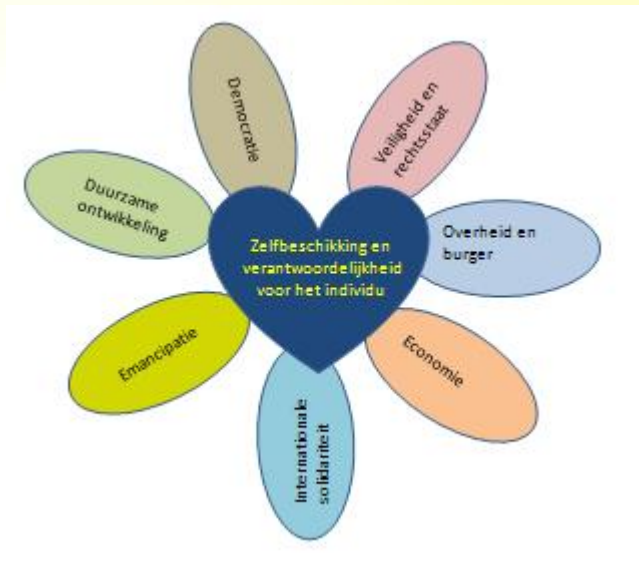 Democratie
Veiligheid en
rechtsstaat
Duurzame
ontwikkeling
Zelfbeschikking en
verantwoordelijkheid
voor het individu
Overheid en
burger
Emancipatie
Economie
Internationale
solidariteit